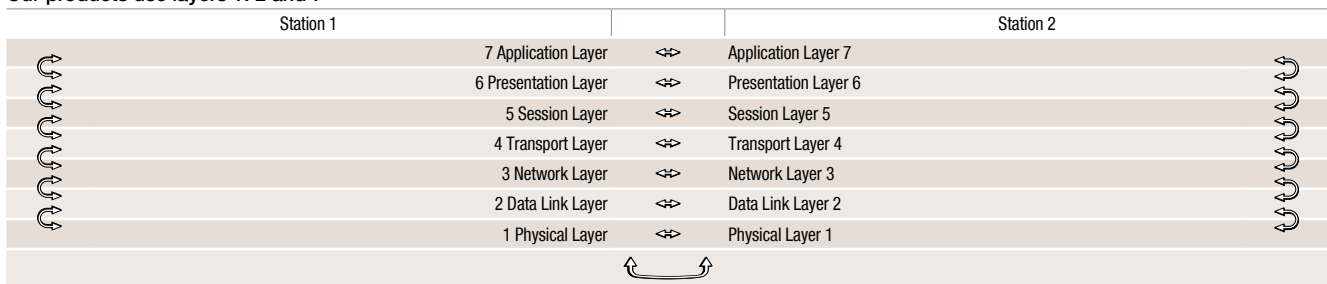 Station 1 Station 2
7 Application Layer Application Layer 7
6 Presentation Layer Presentation Layer 6
5 Session Layer Session Layer 5
4 Transport Layer Transport Layer 4
3 Network Layer Network Layer 3
2 Data Link Layer Data Link Layer 2
1 Physical Layer Physical Layer 1